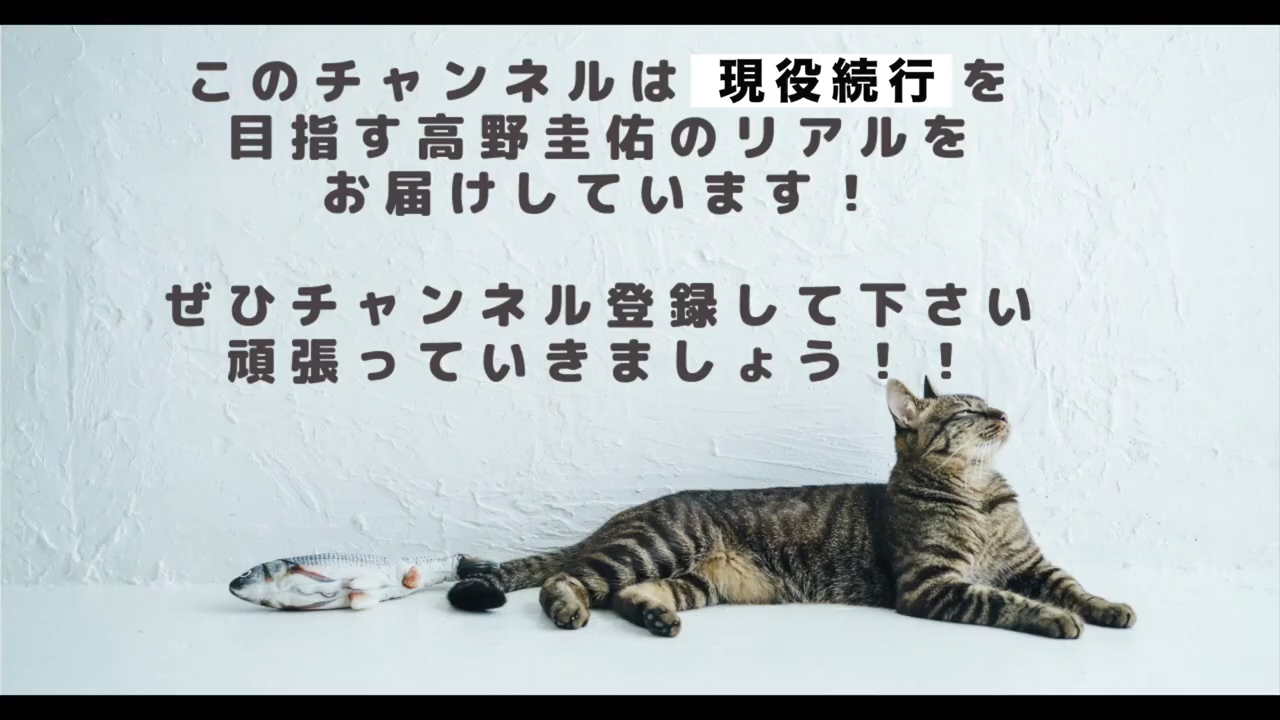 このチャンネルは 現役続行 を
目指す高野圭佑のリアルを
お届けしています！
ぜひチャンネル登録して下さい
頑張っていきましょう！！